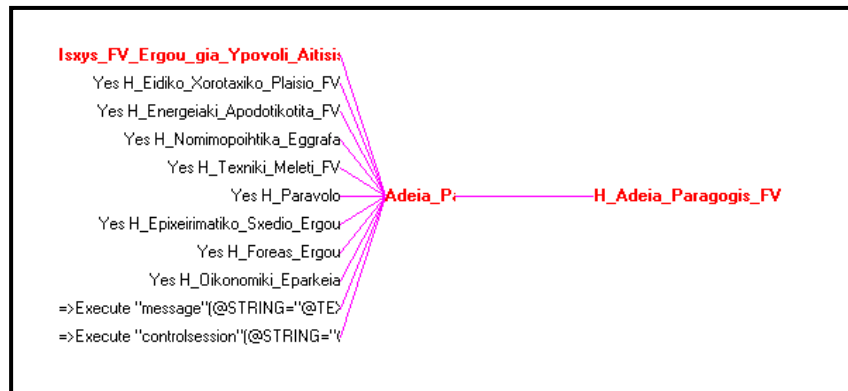 Isxys_FV_Ergou_gia_Ypovoli_Aitisis
Yes H_Eidiko_Xorotaxiko_Plaisio_FV
Yes H_Energeiaki_Apodotikotita_FV
Yes H_Nomimopoihtika_Eggrafa
Yes H_Texniki_Meleti_FV
Yes H_Paravolo
Adeia_Pa
H_Adeia_Paragogis_FV
Yes H_Epixeirimatiko_Sxedio_Ergou
Yes H_Foreas_Ergou
Yes H_Oikonomiki_Eparkeia
=>Execute "message"(@STRING="@TEX
=>Execute "controlsession"(@STRING="